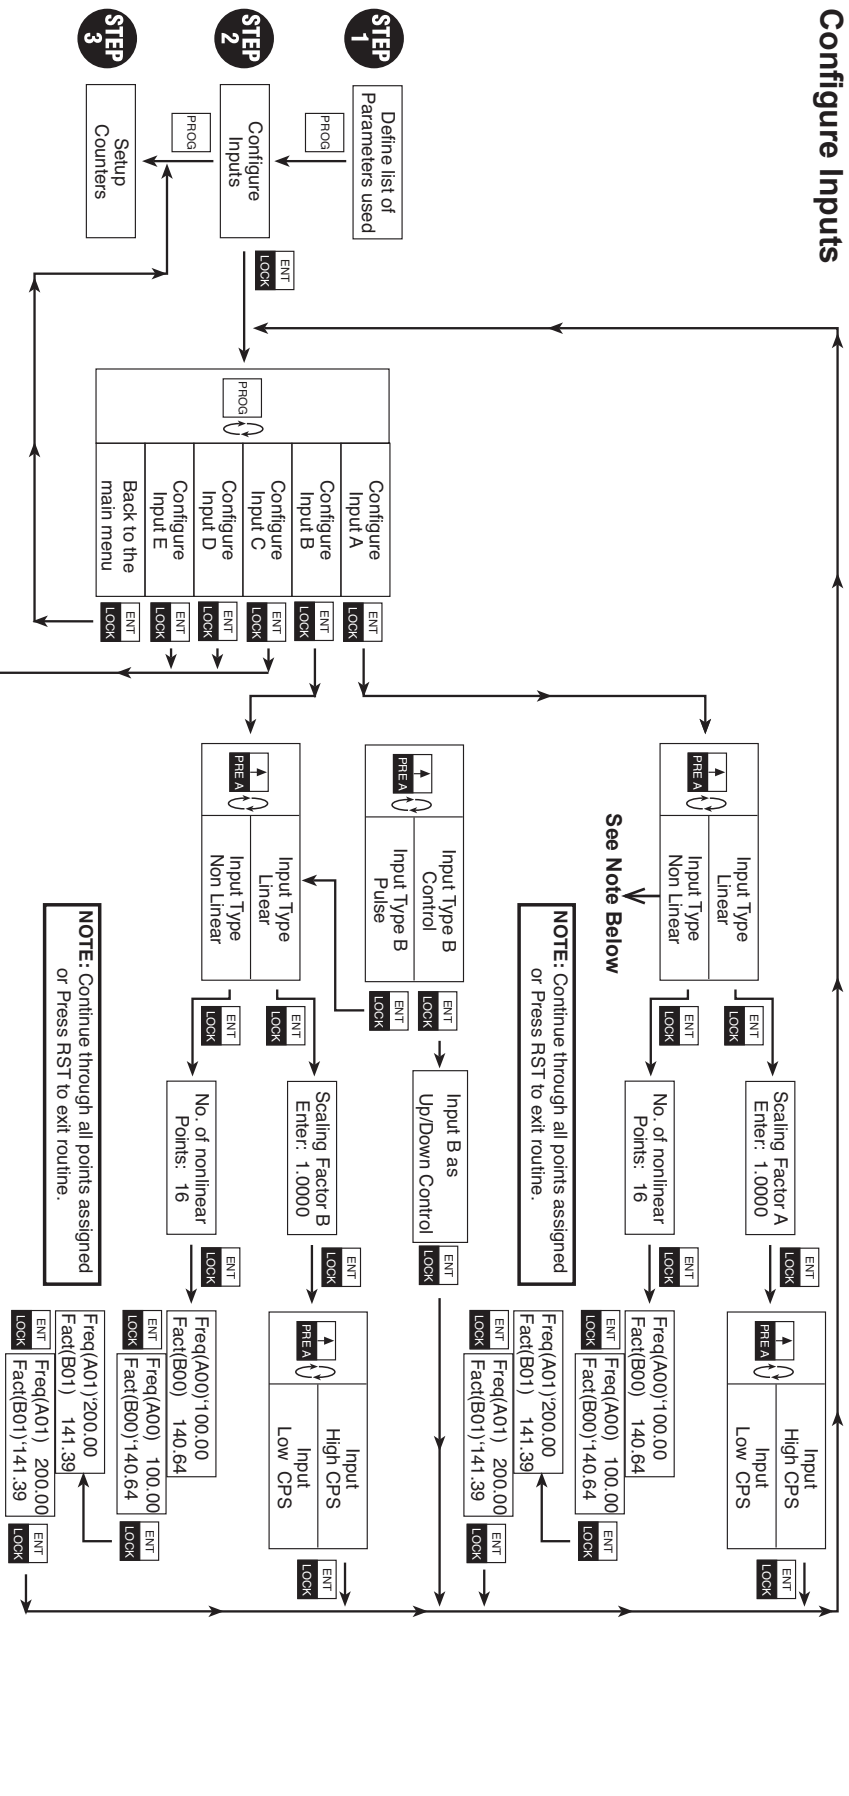 Configure Inputs
STEP
1
Define list of
Parameters used
PROG
STEP
2
Configure
Inputs
PROG
STEP
3
Setup
Counters
ENT
LOCK
PROG
Configure
Input A
ENT
LOCK
Configure
Input B
ENT
LOCK
Configure
Input C
ENT
LOCK
Configure
Input D
ENT
LOCK
Configure
Input E
ENT
LOCK
Back to the
main menu
ENT
LOCK
PRE A
Input Type
Linear
ENT
LOCK
Input Type
Non Linear
ENT
LOCK
See Note Below
Scaling Factor A
Enter: 1.0000
ENT
LOCK
PRE A
Input
High CPS
Input
Low CPS
ENT
LOCK
No. of nonlinear
Points: 16
ENT
LOCK
Freq(A00)'100.00
Fact(B00) 140.64
ENT
LOCK
Freq(A00) 100.00
Fact(B00)'140.64
ENT
LOCK
Freq(A01)'200.00
Fact(B01) 141.39
ENT
LOCK
Freq(A01) 200.00
Fact(B01)'141.39
ENT
LOCK
NOTE: Continue through all points assigned
or Press RST to exit routine.
PRE A
Input Type B
Control
ENT
LOCK
Input Type B
Pulse
ENT
LOCK
Input B as
Up/Down Control
ENT
LOCK
PRE A
Input Type
Linear
ENT
LOCK
Input Type
Non Linear
ENT
LOCK
Scaling Factor B
Enter: 1.0000
ENT
LOCK
PRE A
Input
High CPS
Input
Low CPS
ENT
LOCK
No. of nonlinear
Points: 16
ENT
LOCK
Freq(A00)'100.00
Fact(B00) 140.64
ENT
LOCK
Freq(A00) 100.00
Fact(B00)'140.64
ENT
LOCK
Freq(A01)'200.00
Fact(B01) 141.39
ENT
LOCK
Freq(A01) 200.00
Fact(B01)'141.39
ENT
LOCK
NOTE: Continue through all points assigned
or Press RST to exit routine.